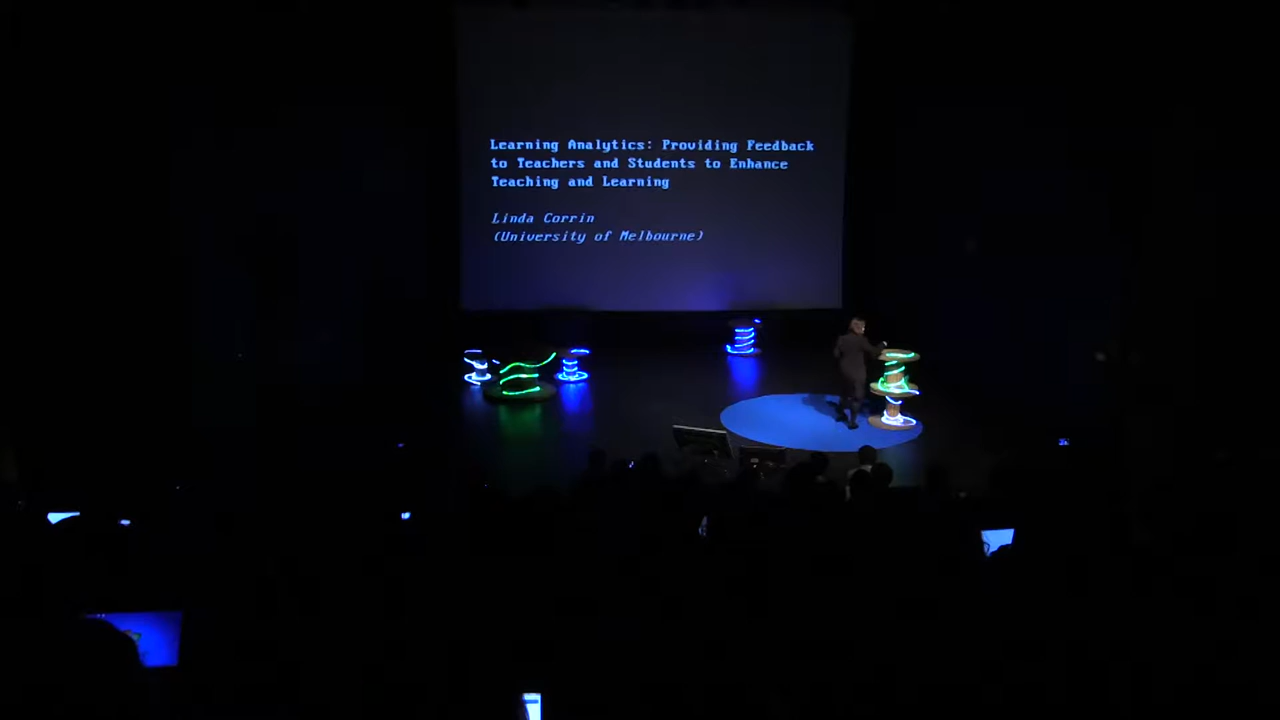 Learning Analytics: Providing Feedback
to Teachers and Students to Enhance
Teaching and Learning
Linda Corrin
(University of Melbourne)